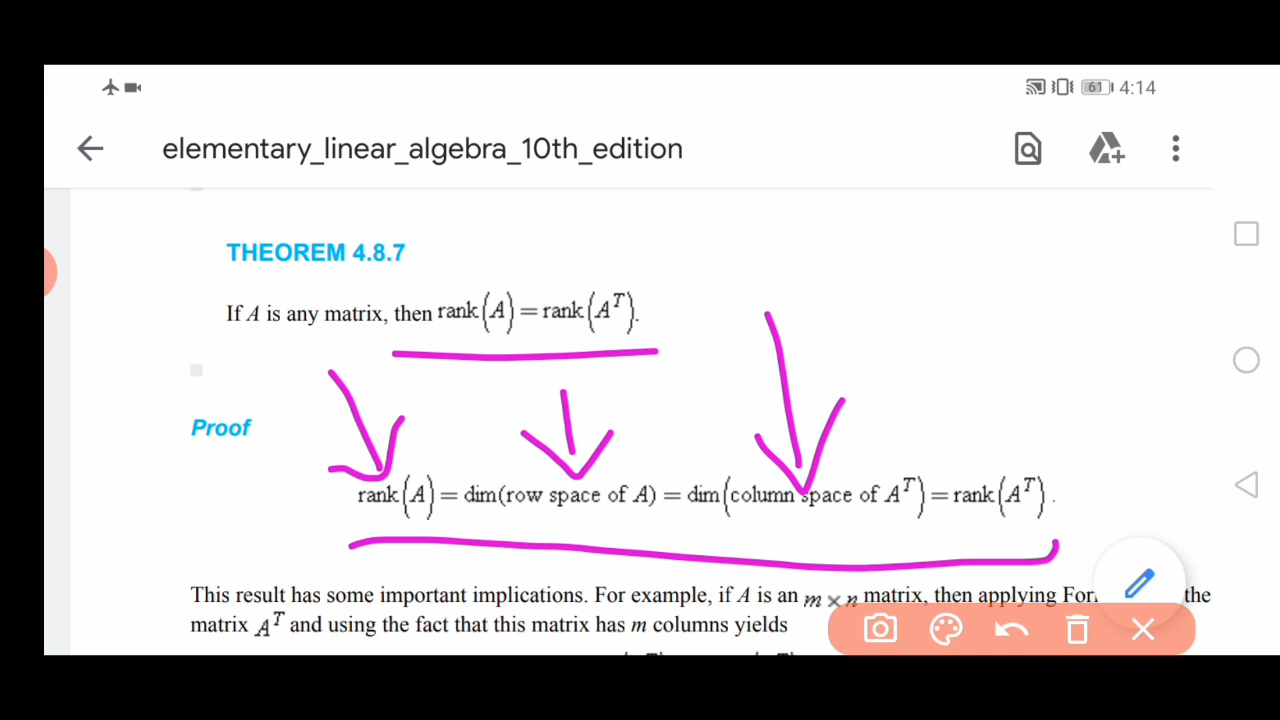 61 4:14
elementary_linear_algebra_10th_edition
THEOREM 4.8.7
If A is any matrix, then rank(A) = rank(A^T).
Proof
rank(A) = dim(row space of A) = dim(column space of A^T) = rank(A^T).
This result has some important implications. For example, if A is an m × n matrix, then applying the
matrix A^T and using the fact that this matrix has m columns yields